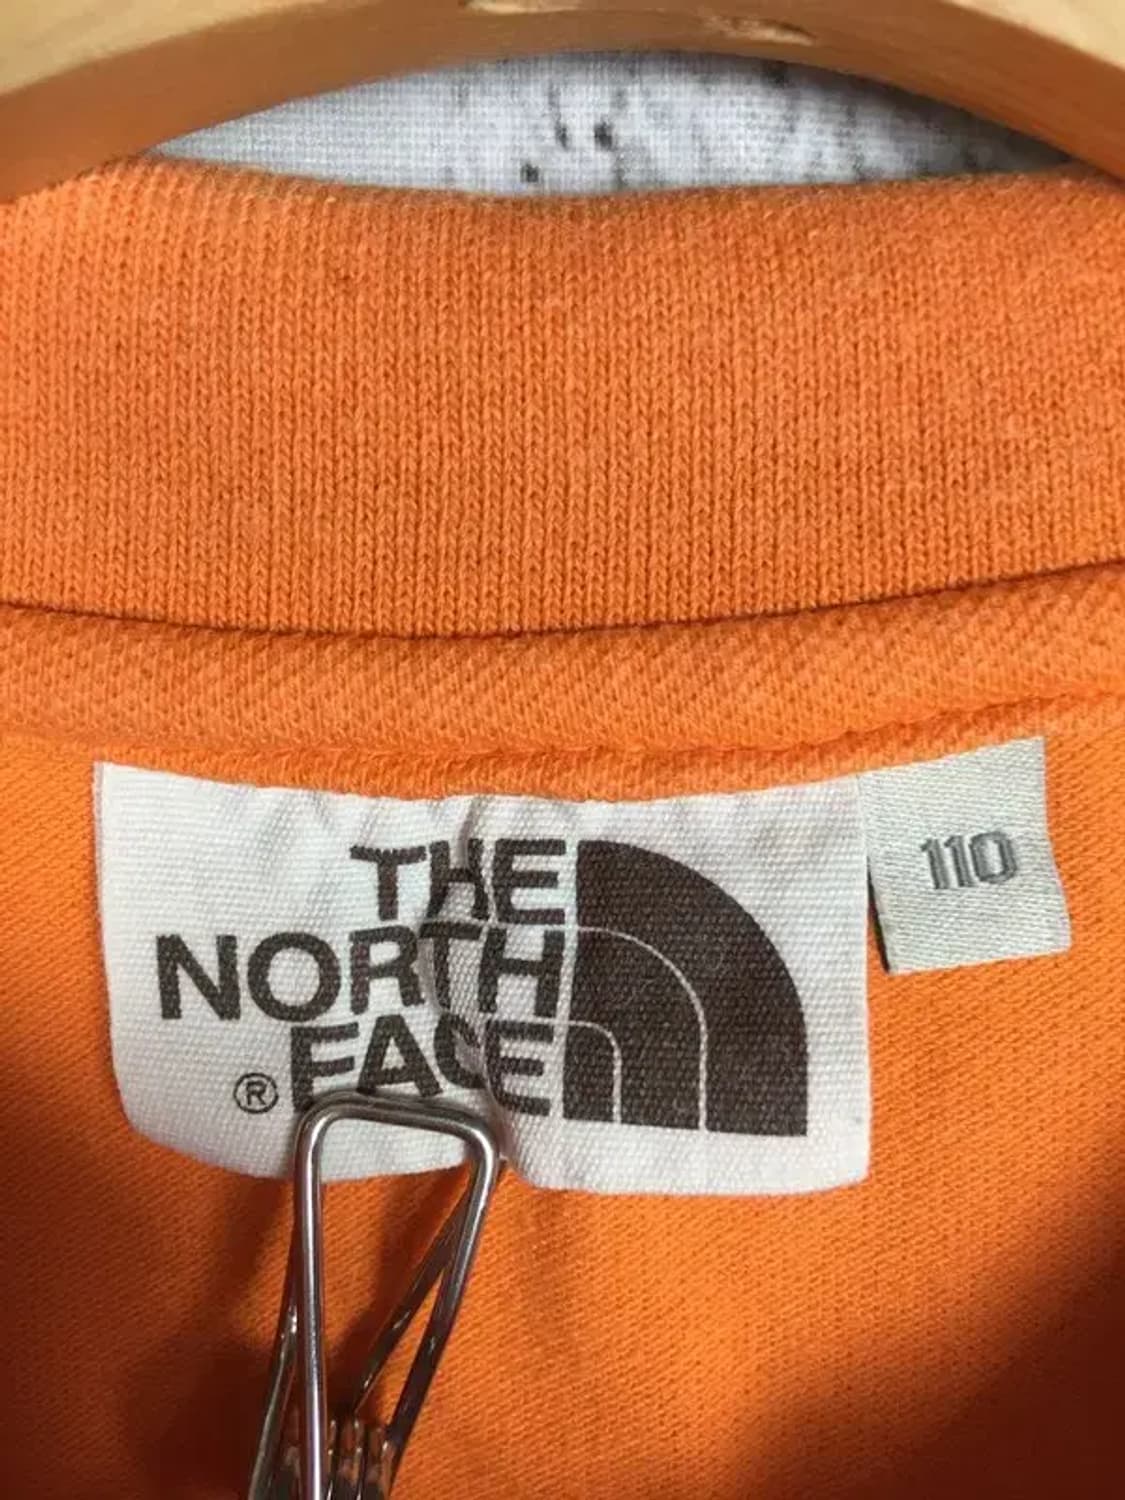 THE
NORTH
FACE
®
110